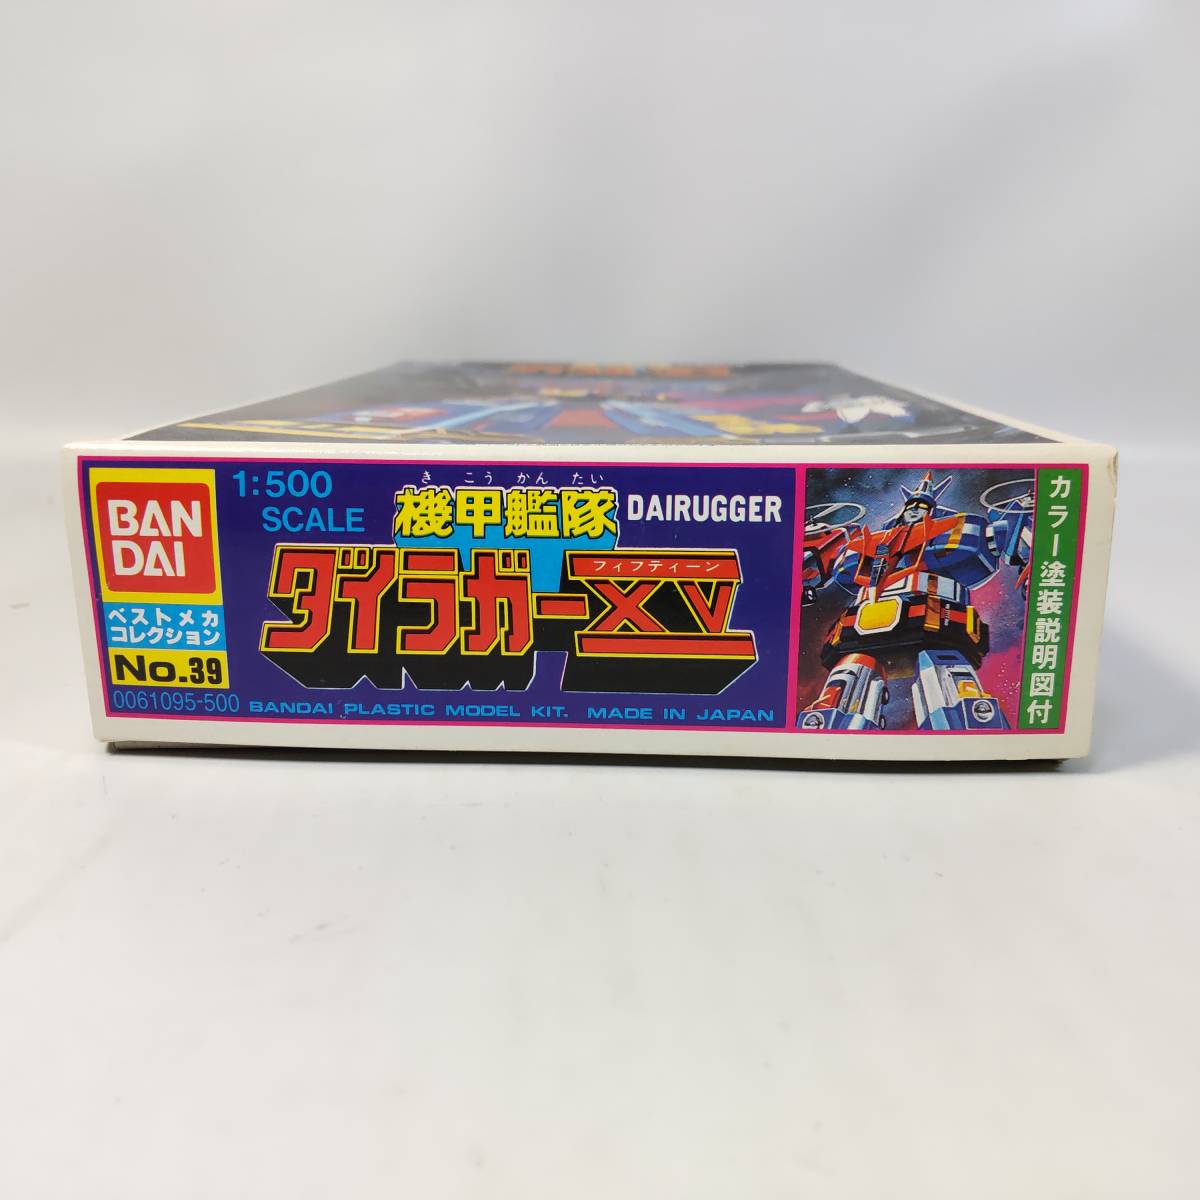 BAN
DAI
ベストメカ
コレクション
No.39
0061095-500
1:500
SCALE
きこうかんたい
機甲艦隊
DAIRUGGER
フィフティーン
ダイラガーXV
BANDAI PLASTIC MODEL KIT. MADE IN JAPAN
カラー塗装説明図付